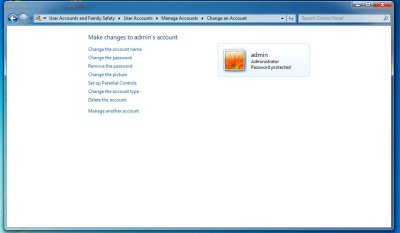 User Accounts and Family Safety ▸ User Accounts ▸ Manage Accounts ▸ Change an Account
Search Control Panel
Make changes to admin's account
Change the account name
Change the password
Remove the password
Change the picture
Set up Parental Controls
Change the account type
Delete the account
Manage another account
admin
Administrator
Password protected